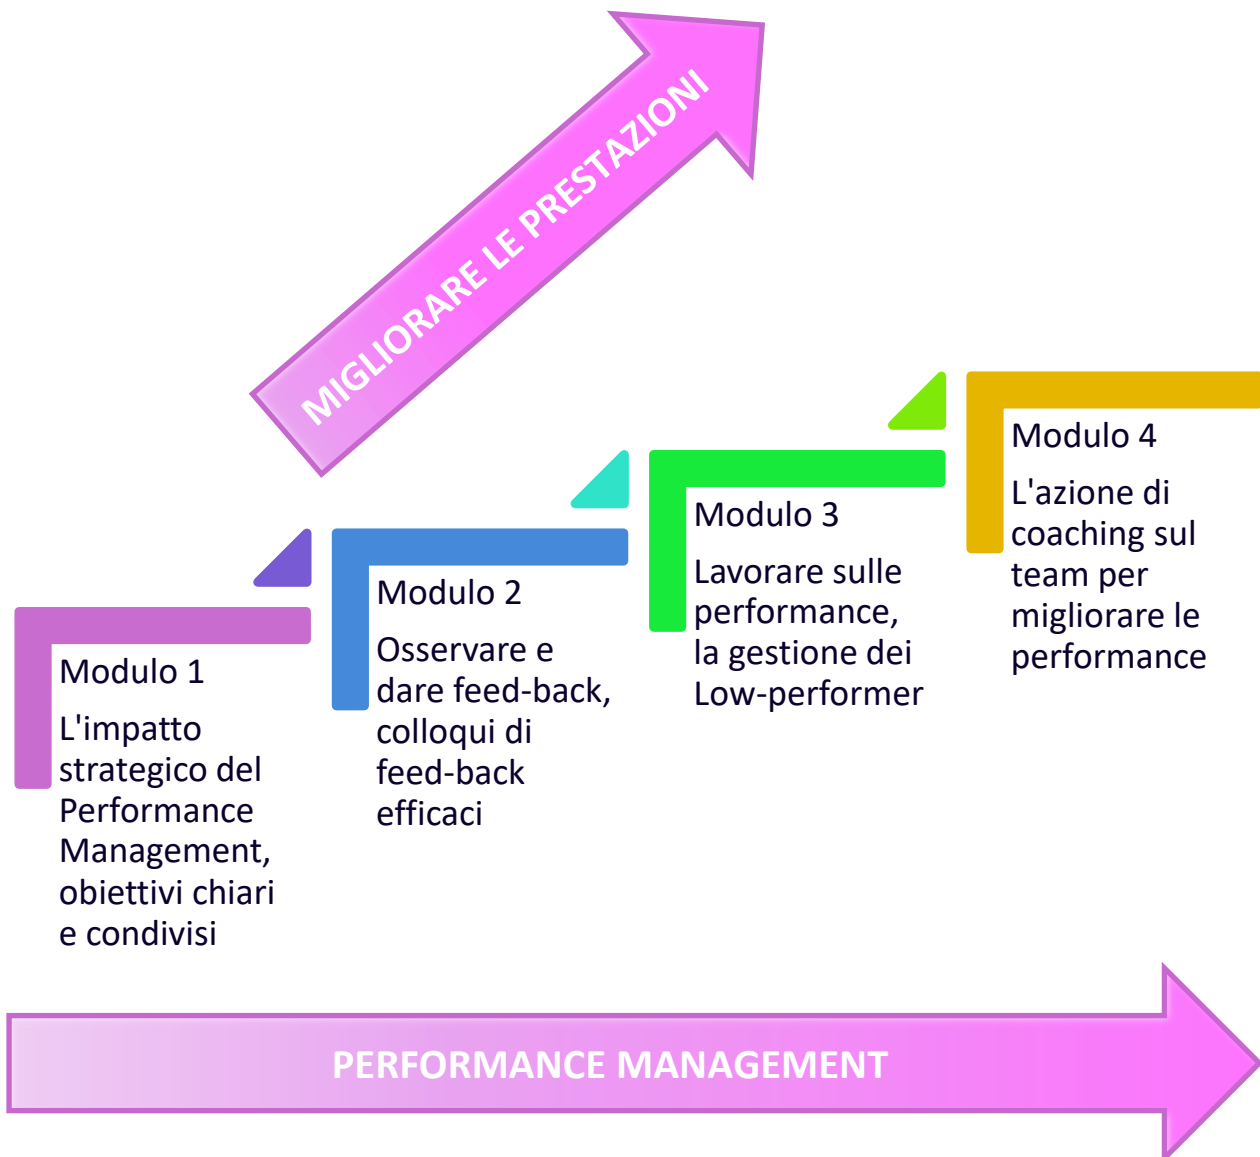 MIGLIORARE LE PRESTAZIONI
Modulo 1
L'impatto
strategico del
Performance
Management,
obiettivi chiari
e condivisi
Modulo 2
Osservare e
dare feed-back,
colloqui di
feed-back
efficaci
Modulo 3
Lavorare sulle
performance,
la gestione dei
Low-performer
Modulo 4
L'azione di
coaching sul
team per
migliorare le
performance
PERFORMANCE MANAGEMENT